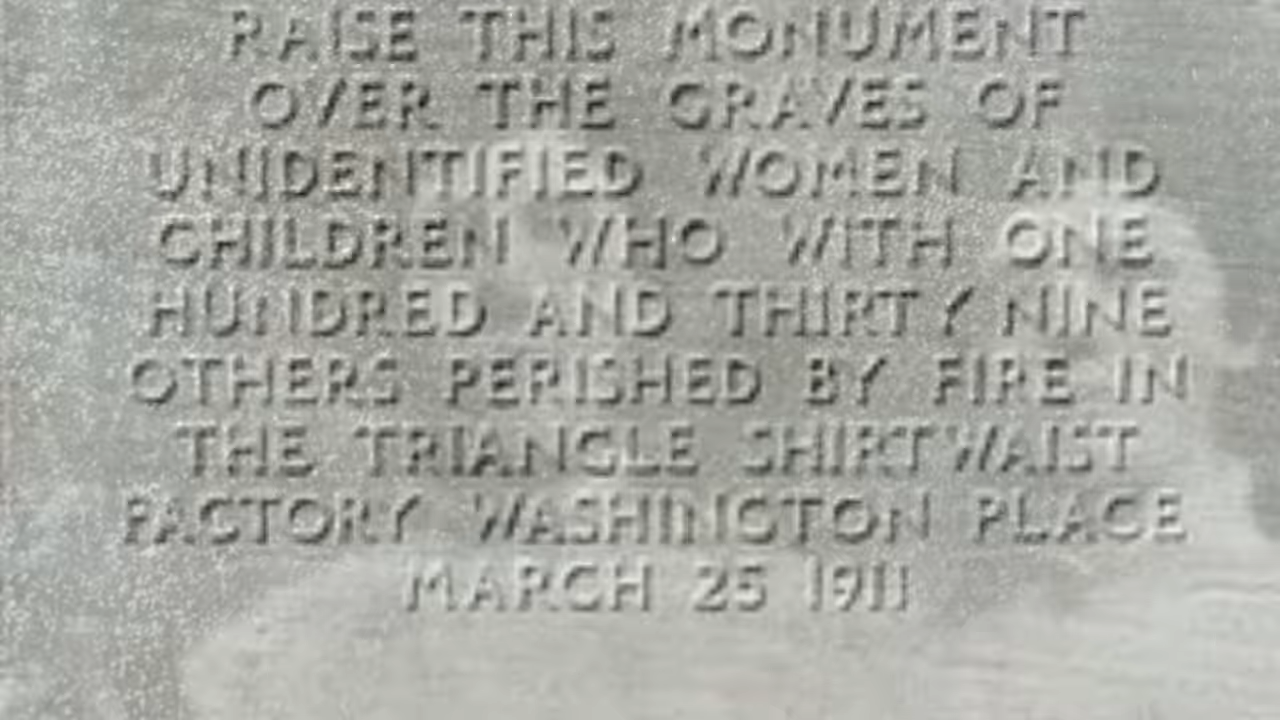 RAISE THIS MONUMENT
OVER THE GRAVES OF
UNIDENTIFIED WOMEN AND
CHILDREN WHO WITH ONE
HUNDRED AND THIRTY NINE
OTHERS PERISHED BY FIRE IN
THE TRIANGLE SHIRTWAIST
FACTORY WASHINGTON PLACE
MARCH 25 1911